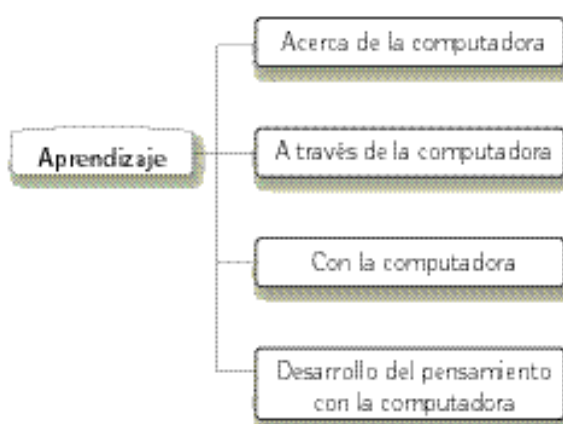 Acerca de la computadora
Aprendizaje
A través de la computadora
Con la computadora
Desarrollo del pensamiento
con la computadora